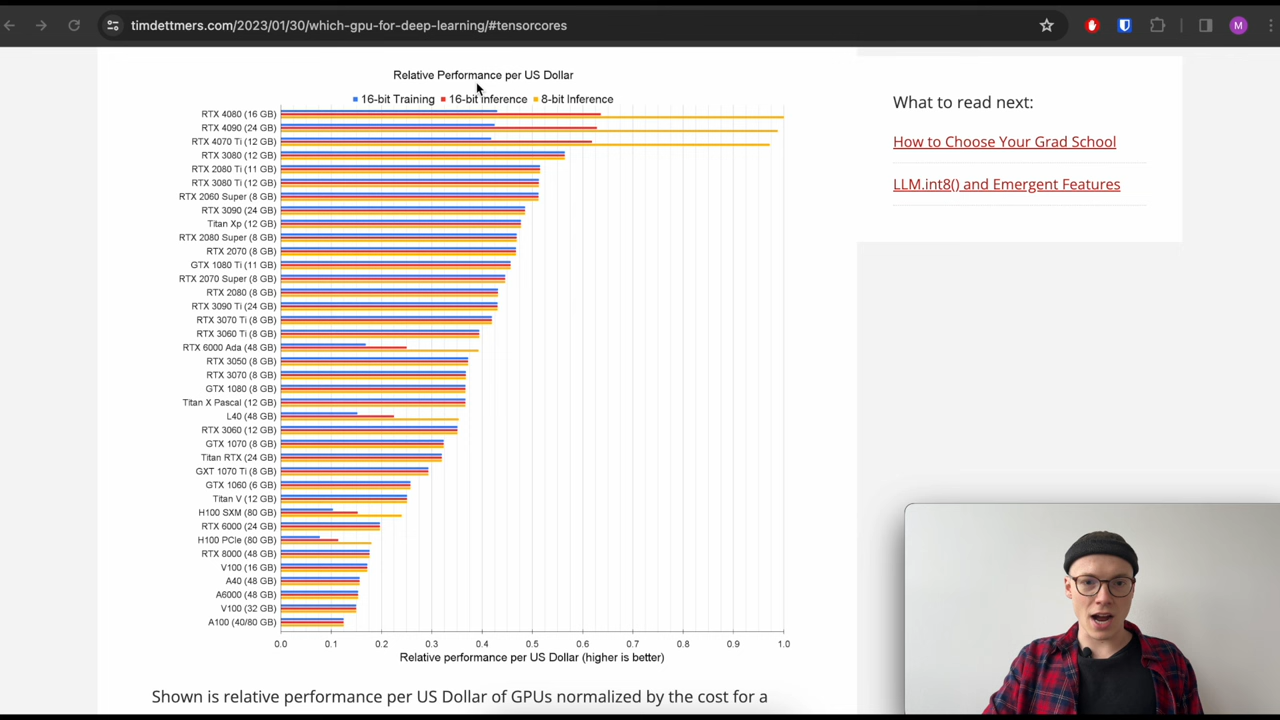 timdettmers.com/2023/01/30/which-gpu-for-deep-learning/#tensorcores
M
Relative Performance per US Dollar
16-bit Training 16-bit Inference 8-bit Inference
RTX 4080 (16 GB)
RTX 4090 (24 GB)
RTX 4070 Ti (12 GB)
RTX 3080 (12 GB)
RTX 2080 Ti (11 GB)
RTX 3080 Ti (12 GB)
RTX 2060 Super (8 GB)
RTX 3090 (24 GB)
Titan Xp (12 GB)
RTX 2080 Super (8 GB)
RTX 2070 (8 GB)
GTX 1080 Ti (11 GB)
RTX 2070 Super (8 GB)
RTX 2080 (8 GB)
RTX 3090 Ti (24 GB)
RTX 3070 Ti (8 GB)
RTX 3060 Ti (8 GB)
RTX 6000 Ada (48 GB)
RTX 3050 (8 GB)
RTX 3070 (8 GB)
GTX 1080 (8 GB)
Titan X Pascal (12 GB)
L40 (48 GB)
RTX 3060 (12 GB)
GTX 1070 (8 GB)
Titan RTX (24 GB)
GXT 1070 Ti (8 GB)
GTX 1060 (6 GB)
Titan V (12 GB)
H100 SXM (80 GB)
RTX 6000 (24 GB)
H100 PCIe (80 GB)
RTX 8000 (48 GB)
V100 (16 GB)
A40 (48 GB)
A6000 (48 GB)
V100 (32 GB)
A100 (40/80 GB)
0.0 0.1 0.2 0.3 0.4 0.5 0.6 0.7 0.8 0.9 1.0
Relative performance per US Dollar (higher is better)
Shown is relative performance per US Dollar of GPUs normalized by the cost for a
What to read next:
How to Choose Your Grad School
LLM.int8() and Emergent Features